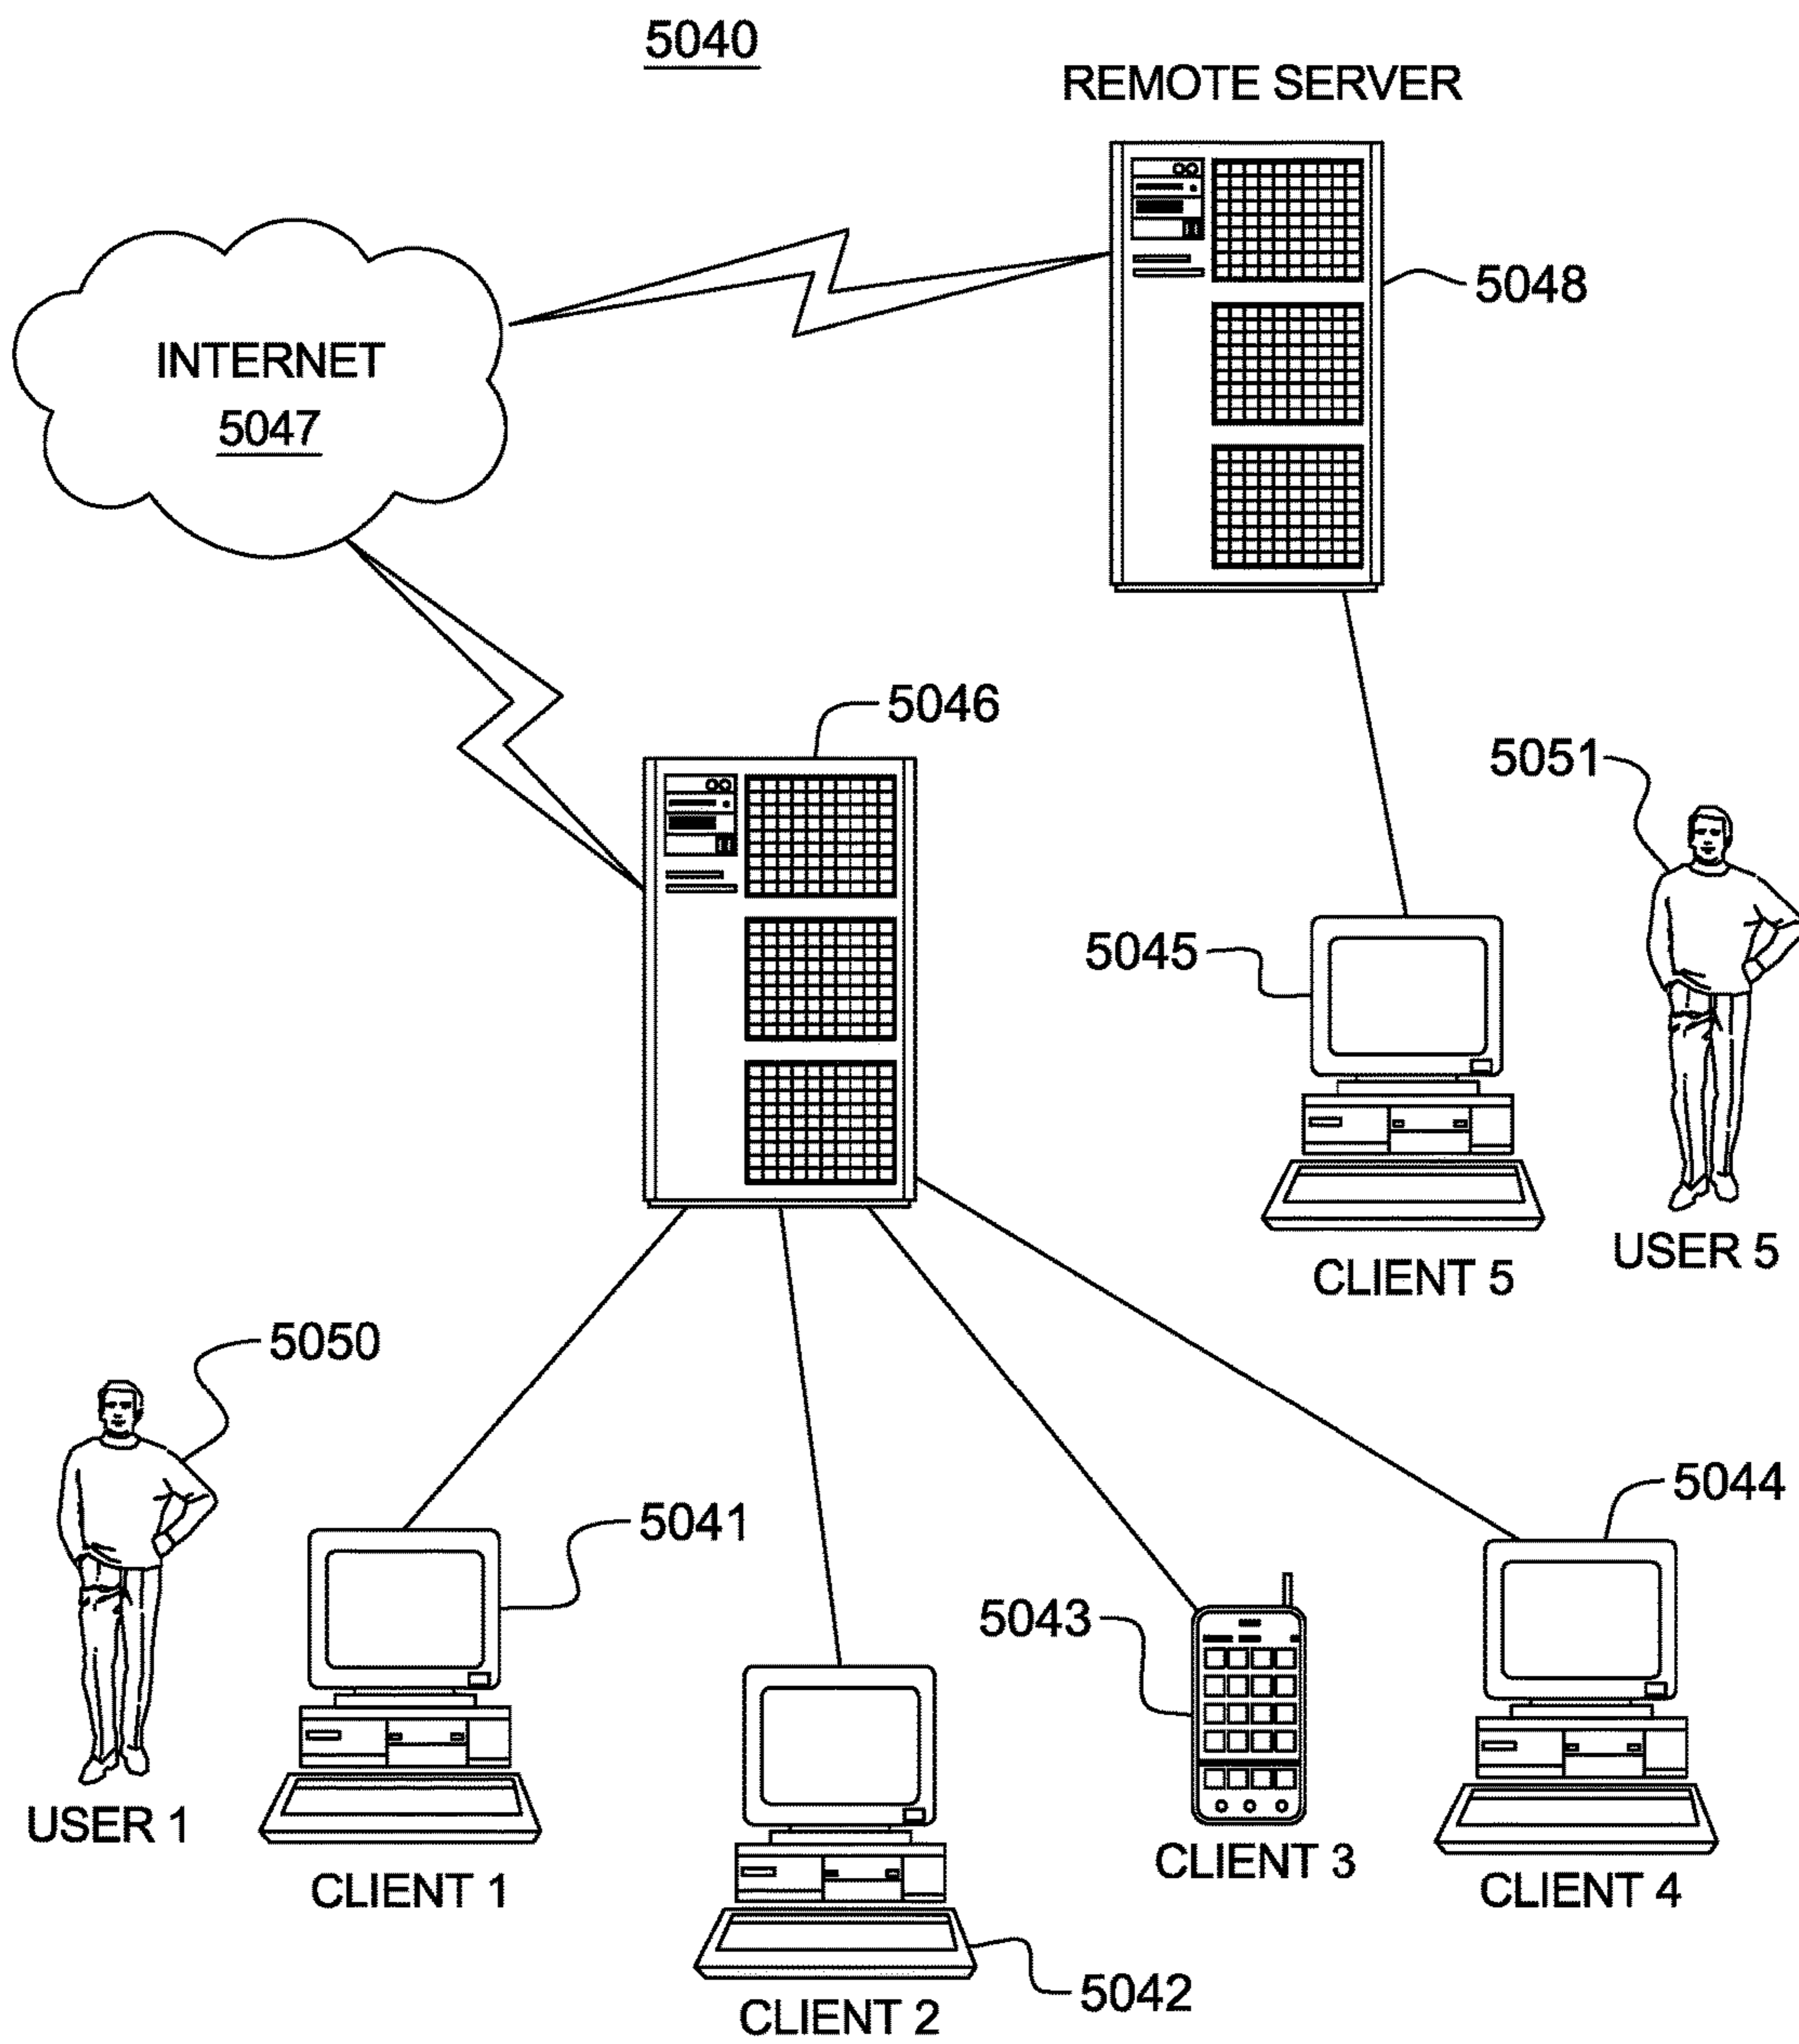 5040
REMOTE SERVER
INTERNET
5047
5048
5046
5051
5045
USER 5
CLIENT 5
5050
5041
5044
5043
USER 1
CLIENT 1
CLIENT 3
CLIENT 4
5042
CLIENT 2